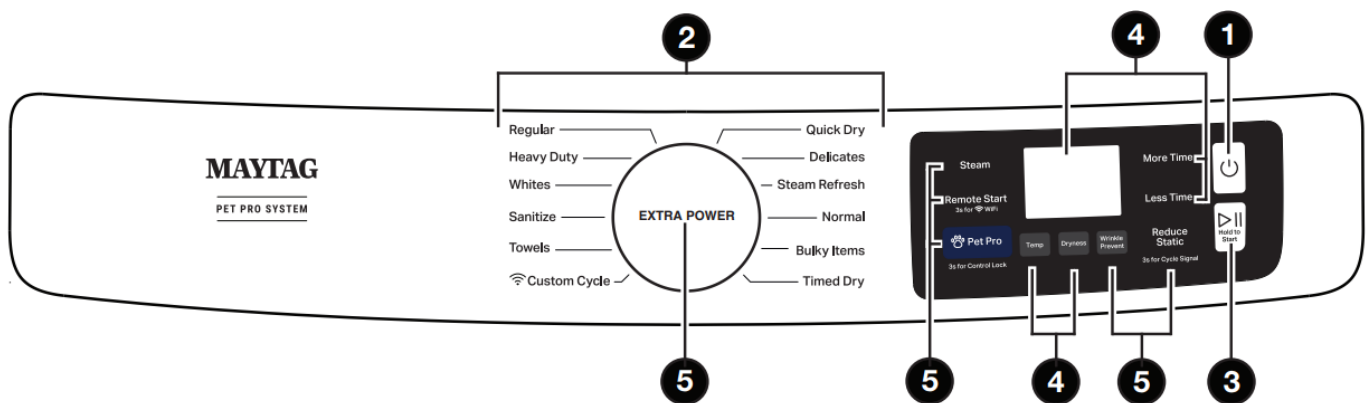 2
4
1
MAYTAG
PET PRO SYSTEM
Regular
Heavy Duty
Whites
Sanitize
Towels
Custom Cycle
EXTRA POWER
Quick Dry
Delicates
Steam Refresh
Normal
Bulky Items
Timed Dry
Steam
Remote Start
3s for WiFi
Pet Pro
3s for Control Lock
Temp
Dryness
Wrinkle
Prevent
More Time
Less Time
Reduce
Static
3s for Cycle Signal
Hold to
Start
5
5
4
5
3